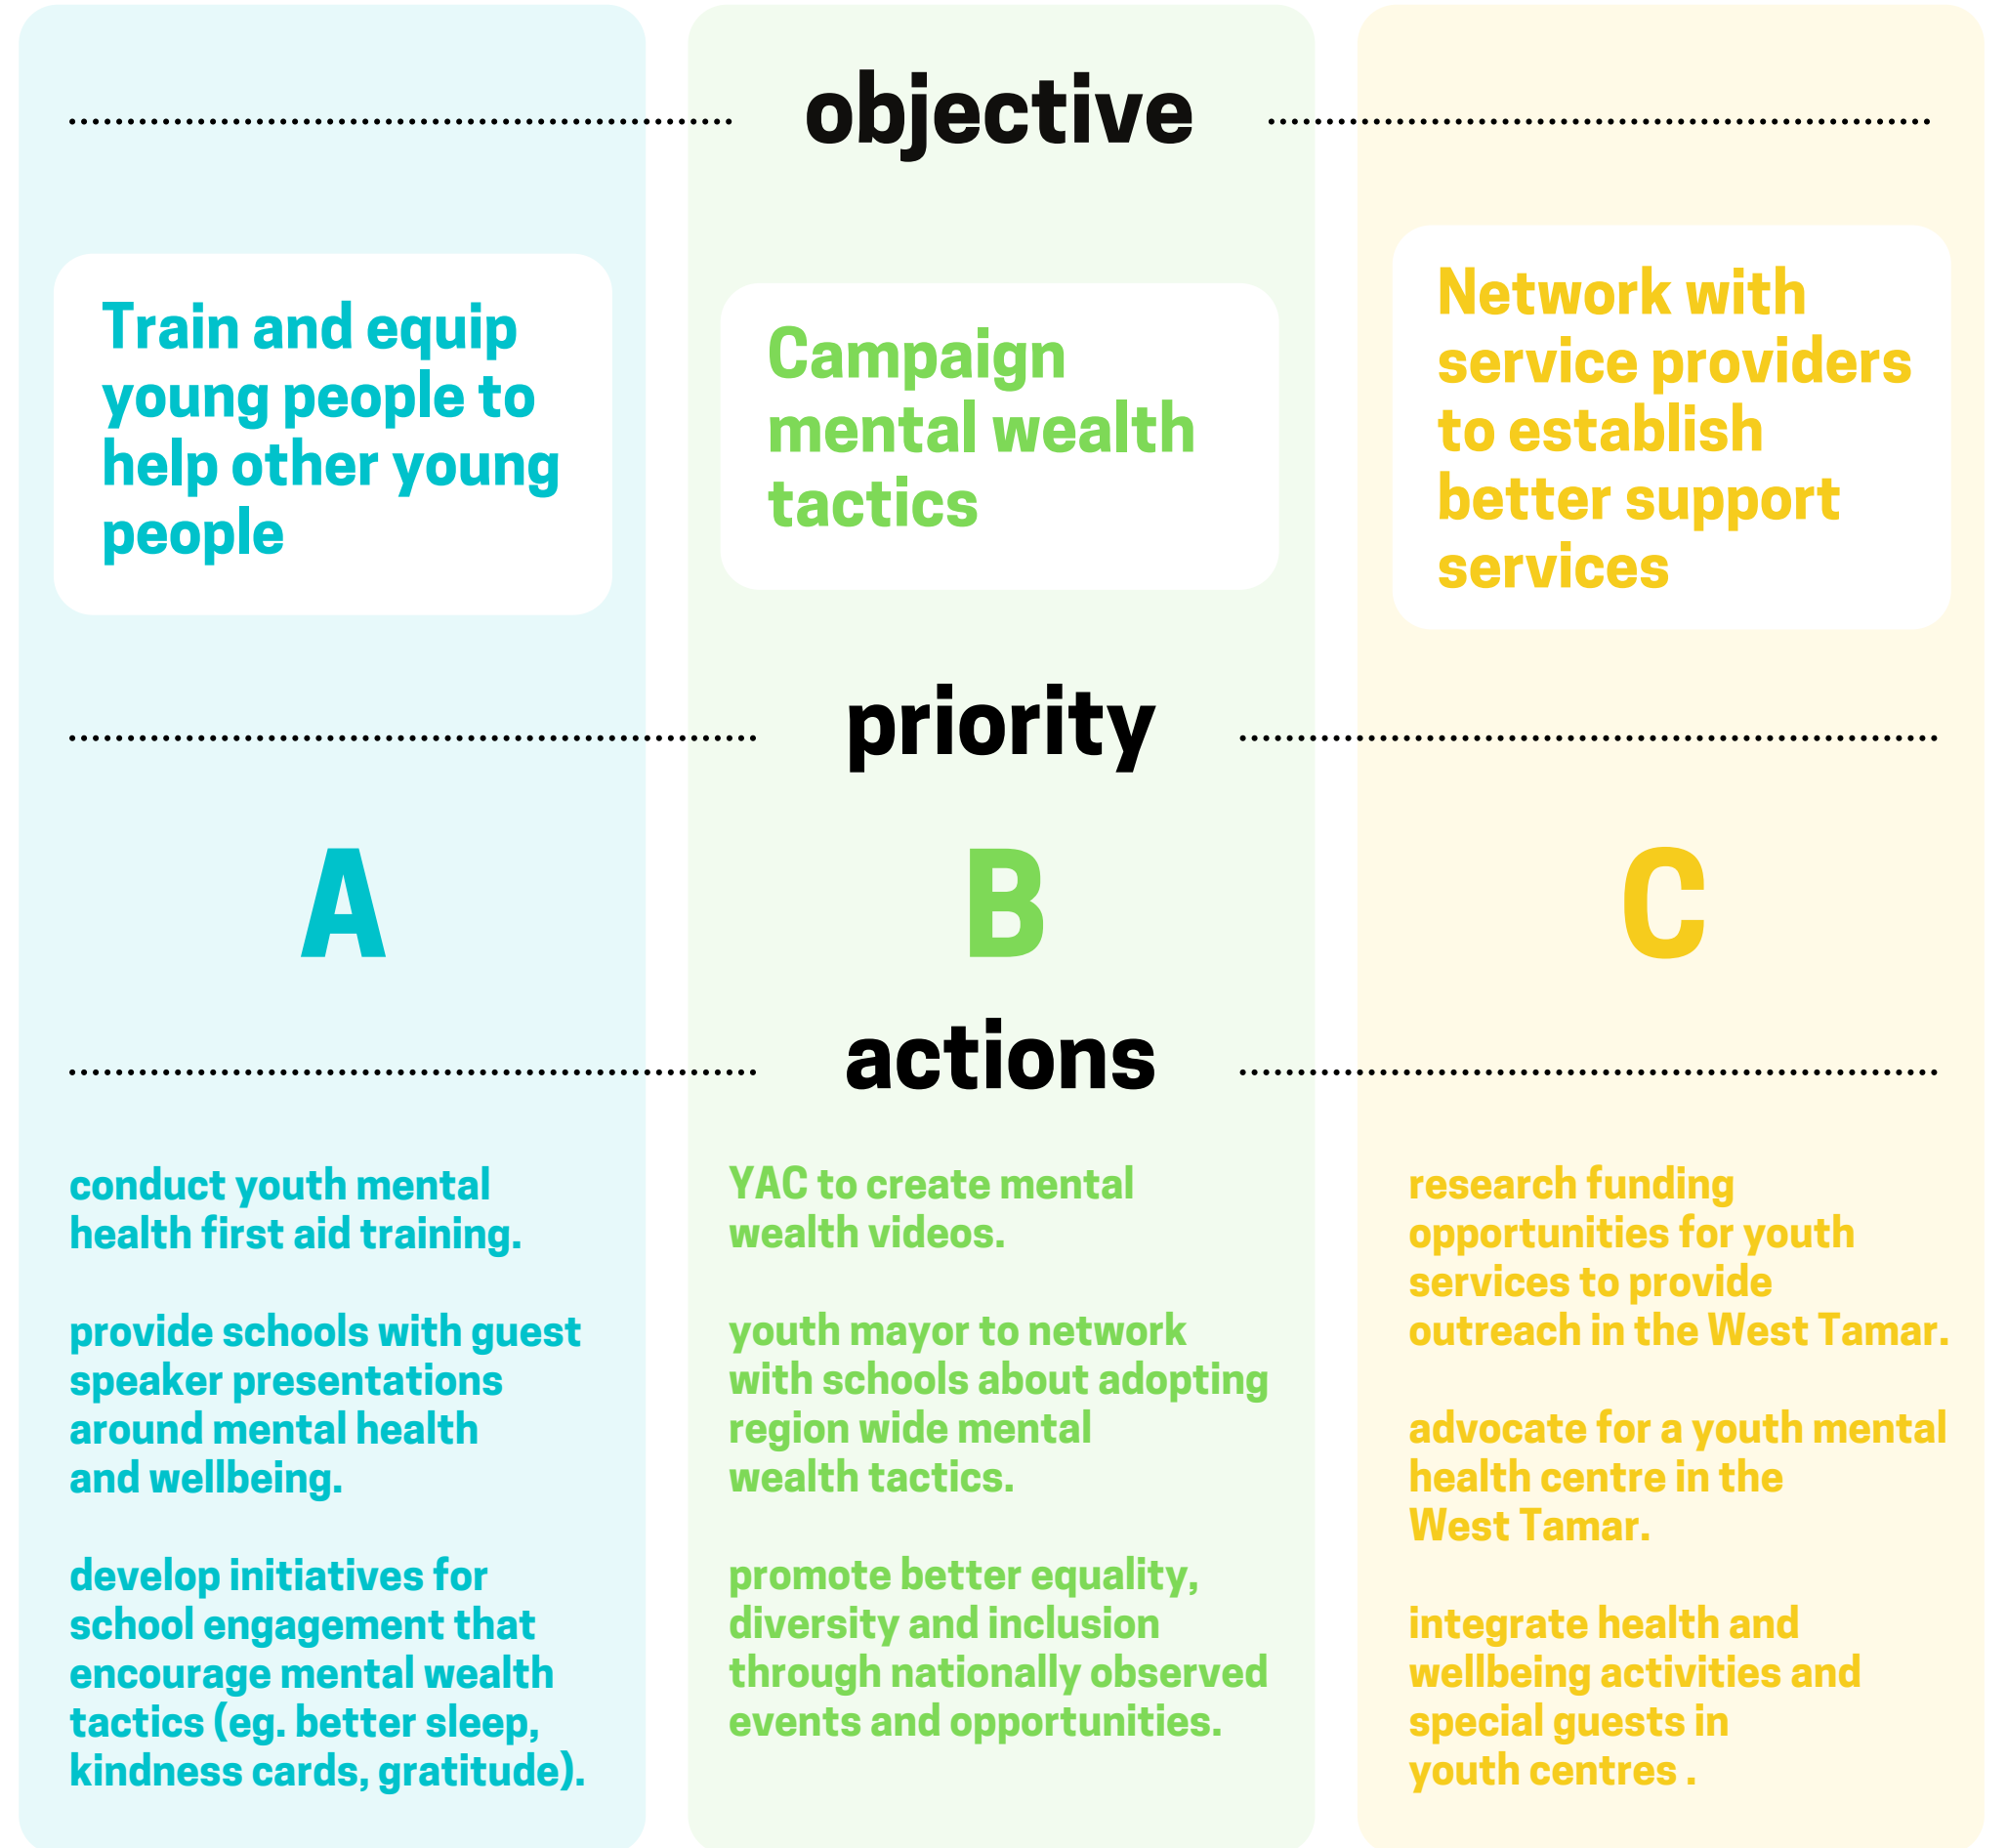 objective
Train and equip
young people to
help other young
people
Campaign
mental wealth
tactics
Network with
service providers
to establish
better support
services
priority
A
B
C
actions
conduct youth mental
health first aid training.
provide schools with guest
speaker presentations
around mental health
and wellbeing.
develop initiatives for
school engagement that
encourage mental wealth
tactics (eg. better sleep,
kindness cards, gratitude).
YAC to create mental
wealth videos.
youth mayor to network
with schools about adopting
region wide mental
wealth tactics.
promote better equality,
diversity and inclusion
through nationally observed
events and opportunities.
research funding
opportunities for youth
services to provide
outreach in the West Tamar.
advocate for a youth mental
health centre in the
West Tamar.
integrate health and
wellbeing activities and
special guests in
youth centres .